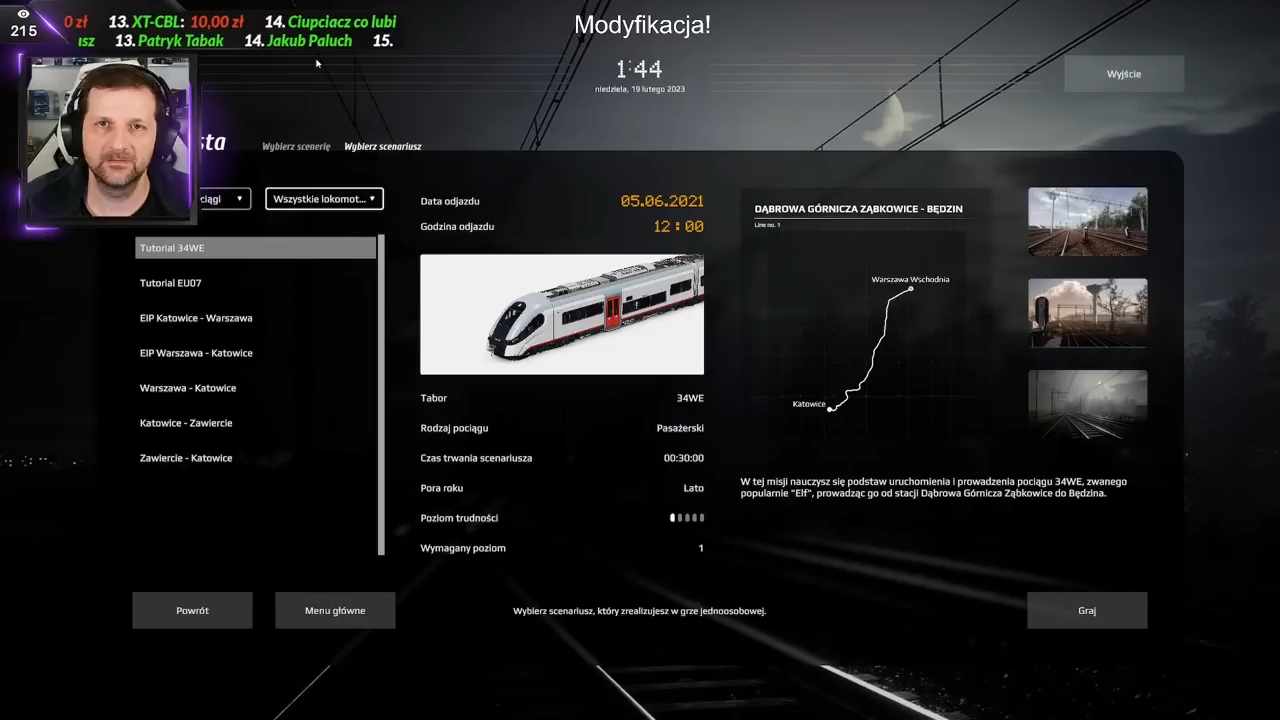 215
0 zł 13. XT-CBL: 10,00 zł 14. Ciupciacz co lubi
ısz 13. Patryk Tabak 14. Jakub Paluch 15.
Modyfikacja!
1:44
niedziela, 19 lutego 2023
Wyjście
sta
Wybierz scenerię
Wybierz scenariusz
ciągi
Wszystkie lokomot...
Tutorial 34WE
Tutorial EU07
EIP Katowice - Warszawa
EIP Warszawa - Katowice
Warszawa - Katowice
Katowice - Zawiercie
Zawiercie - Katowice
Data odjazdu 05.06.2021
Godzina odjazdu 12 : 00
Tabor 34WE
Rodzaj pociągu Pasażerski
Czas trwania scenariusza 00:30:00
Pora roku Lato
Poziom trudności
Wymagany poziom 1
DĄBROWA GÓRNICZA ZĄBKOWICE - BĘDZIN
Line no. 1
Warszawa Wschodnia
Katowice
W tej misji nauczysz się podstaw uruchomienia i prowadzenia pociągu 34WE, zwanego
popularnie "Elf", prowadząc go od stacji Dąbrowa Górnicza Ząbkowice do Będzina.
Powrót
Menu główne
Wybierz scenariusz, który zrealizujesz w grze jednoosobowej.
Graj